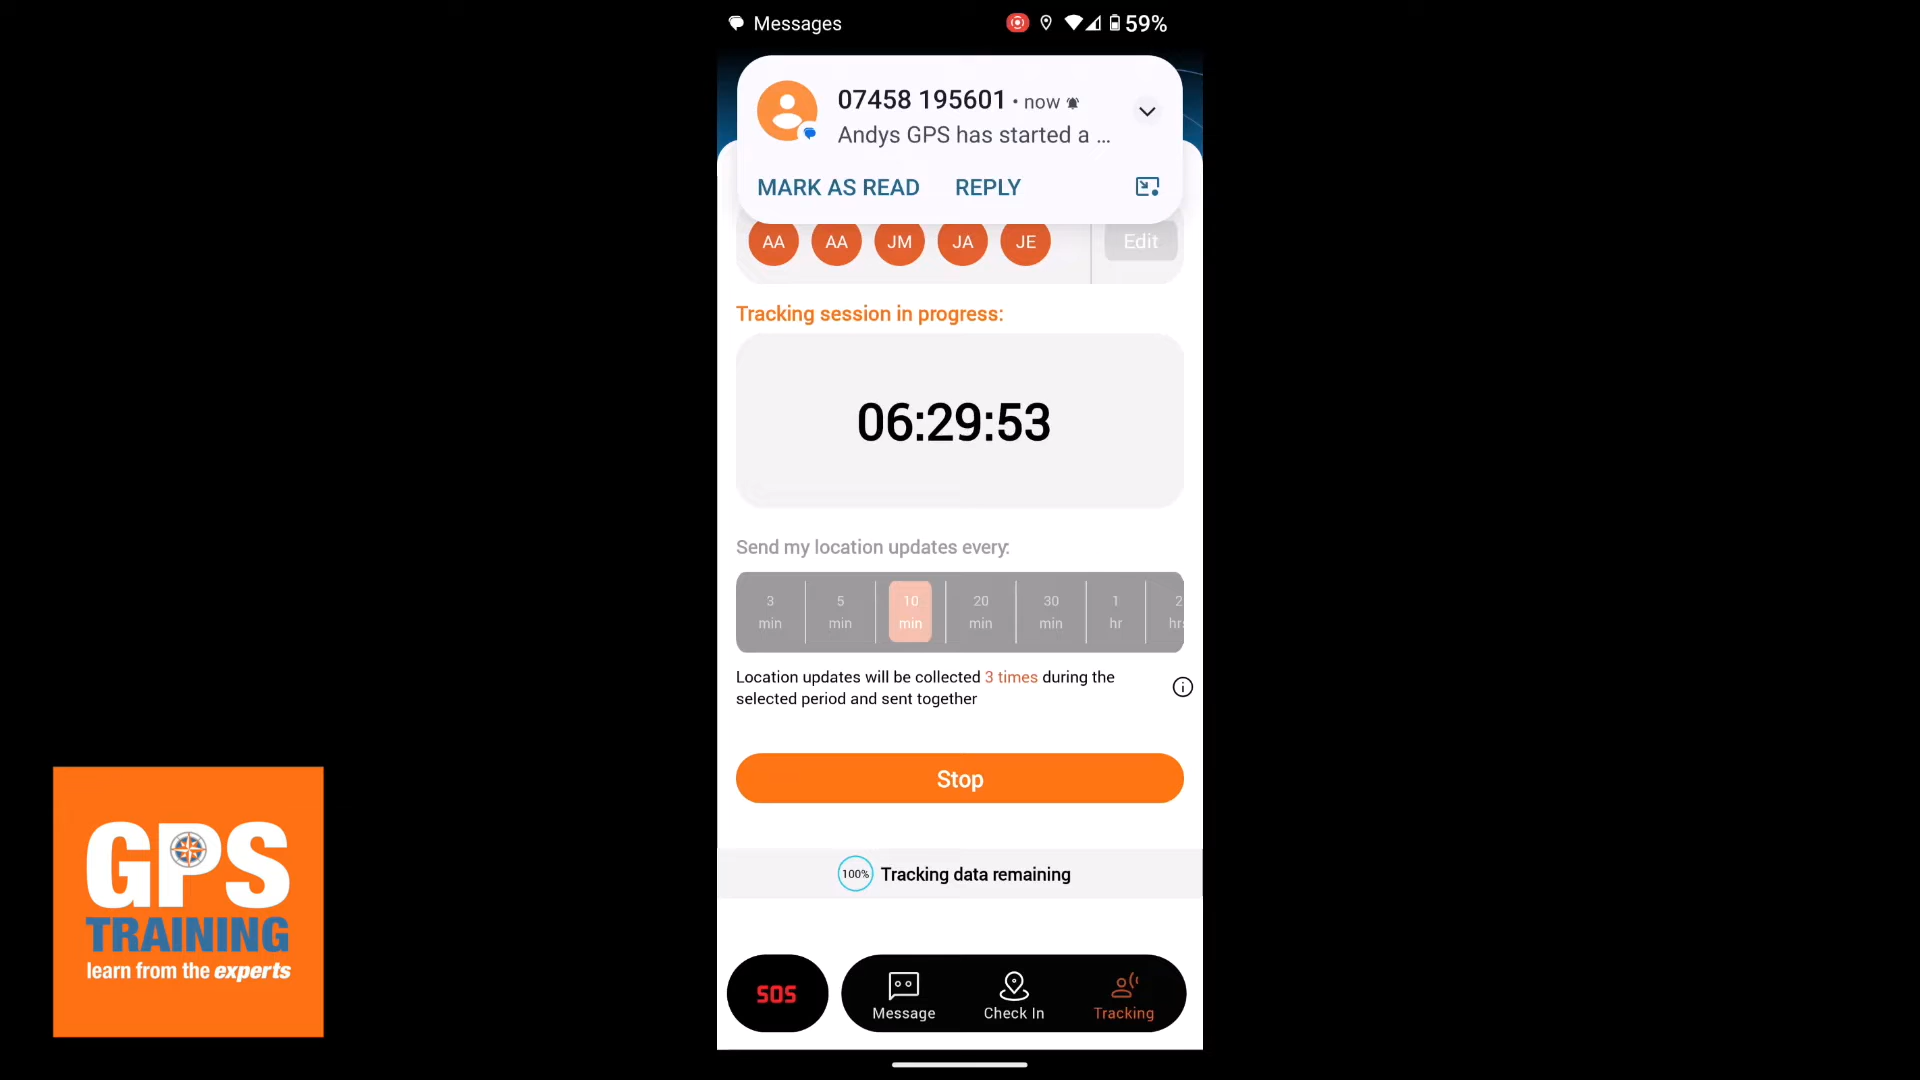 Messages
59%
07458 195601 • now
Andys GPS has started a ...
MARK AS READ REPLY
AA AA JM JA JE Edit
Tracking session in progress:
06:29:53
Send my location updates every:
3 min 5 min 10 min 20 min 30 min 1 hr 2 hr
Location updates will be collected 3 times during the
selected period and sent together
Stop
100% Tracking data remaining
SOS Message Check In Tracking
GPS
TRAINING
learn from the experts